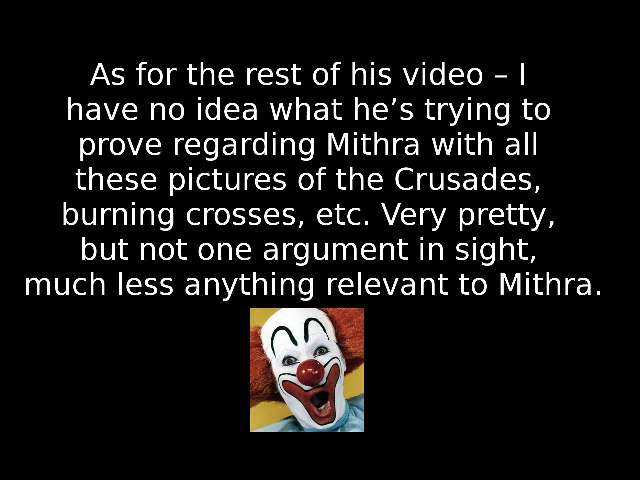 As for the rest of his video – I
have no idea what he’s trying to
prove regarding Mithra with all
these pictures of the Crusades,
burning crosses, etc. Very pretty,
but not one argument in sight,
much less anything relevant to Mithra.